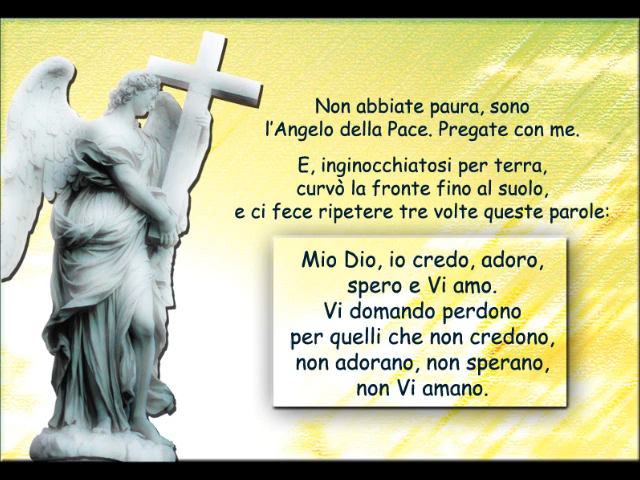 Non abbiate paura, sono
l'Angelo della Pace. Pregate con me.
E, inginocchiatosi per terra,
curvò la fronte fino al suolo,
e ci fece ripetere tre volte queste parole:
Mio Dio, io credo, adoro,
spero e Vi amo.
Vi domando perdono
per quelli che non credono,
non adorano, non sperano,
non Vi amano.